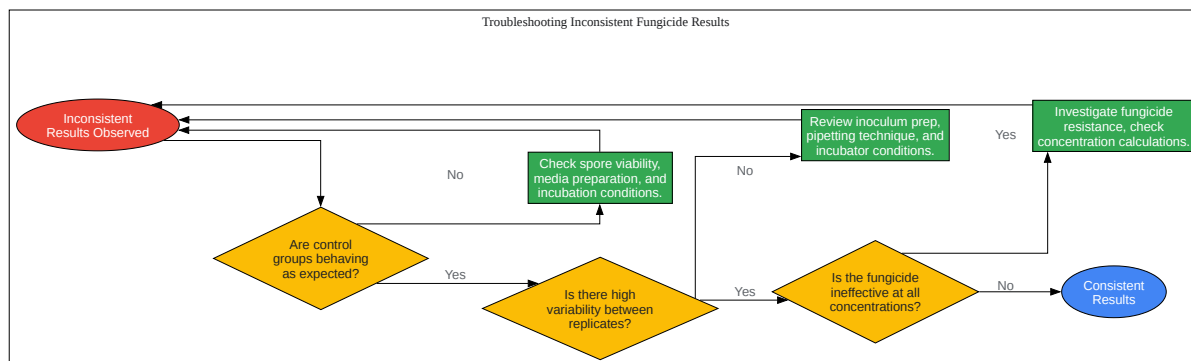 Troubleshooting Inconsistent Fungicide Results
Inconsistent
Results Observed
Are control
groups behaving
as expected?
No
Check spore viability,
media preparation, and
incubation conditions.
Yes
Is there high
variability between
replicates?
No
Review inoculum prep,
pipetting technique, and
incubator conditions.
Yes
Is the fungicide
ineffective at all
concentrations?
Yes
Investigate fungicide
resistance, check
concentration calculations.
No
Consistent
Results